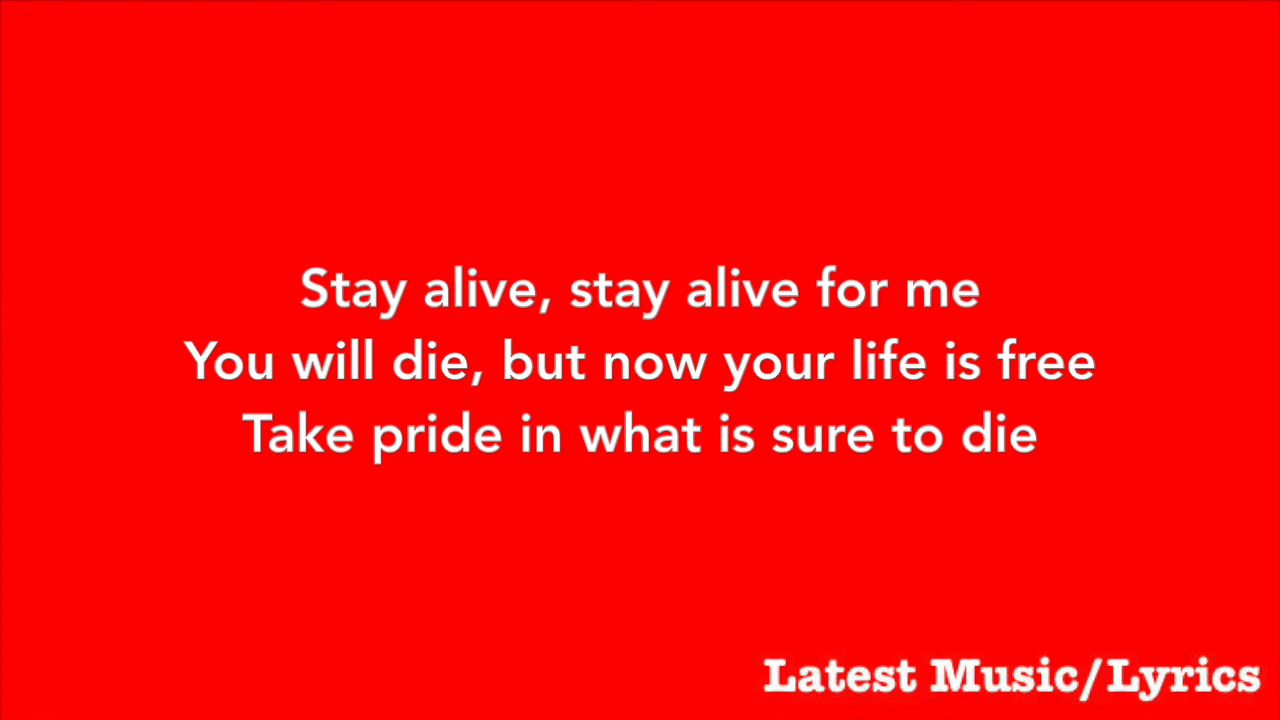 Stay alive, stay alive for me
You will die, but now your life is free
Take pride in what is sure to die
Latest Music/Lyrics